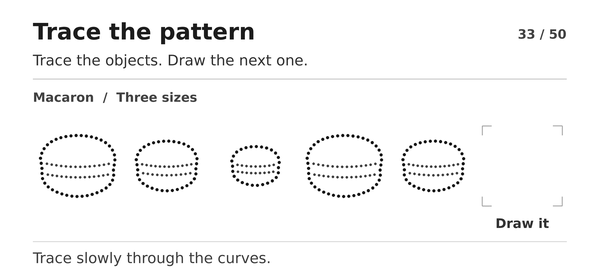 Trace the pattern
33 / 50
Trace the objects. Draw the next one.
Macaron / Three sizes
Draw it
Trace slowly through the curves.